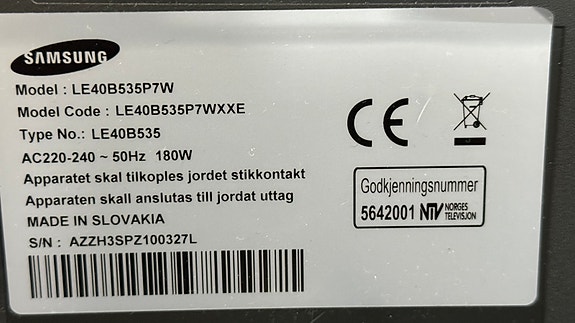 SAMSUNG
Model : LE40B535P7W
Model Code : LE40B535P7WXXE
Type No.: LE40B535
AC220-240 ~ 50Hz 180W
Apparatet skal tilkoples jordet stikkontakt
Apparaten skall anslutas till jordat uttag
MADE IN SLOVAKIA
S/N : AZZH3SPZ100327L
CE
Godkjenningsnummer
5642001 NTV NORGES
TELEVISJON